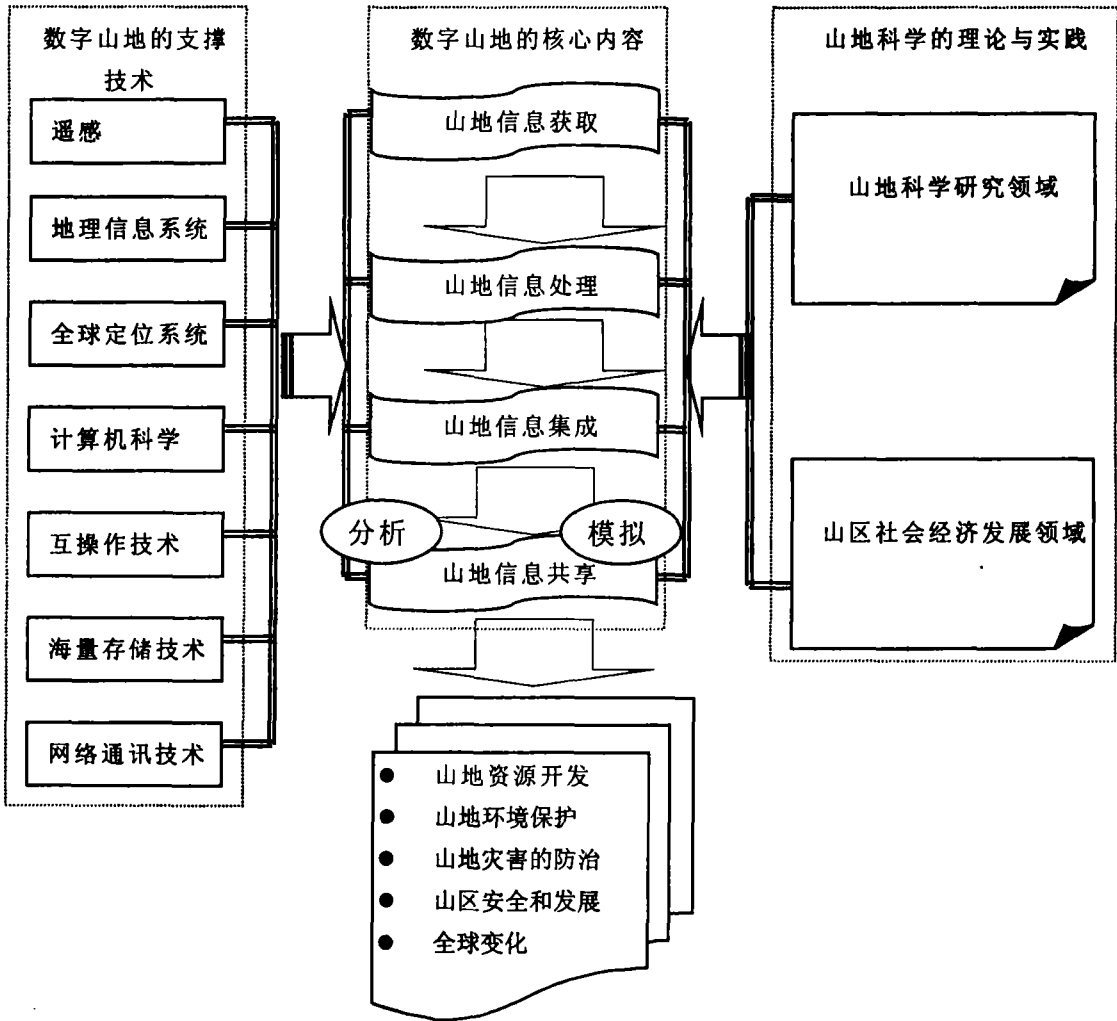 数字山地的支撑
技术
遥感
地理信息系统
全球定位系统
计算机科学
互操作技术
海量存储技术
网络通讯技术
数字山地的核心内容
山地信息获取
山地信息处理
山地信息集成
分析
模拟
山地信息共享
● 山地资源开发
● 山地环境保护
● 山地灾害的防治
● 山区安全和发展
● 全球变化
山地科学的理论与实践
山地科学研究领域
山区社会经济发展领域